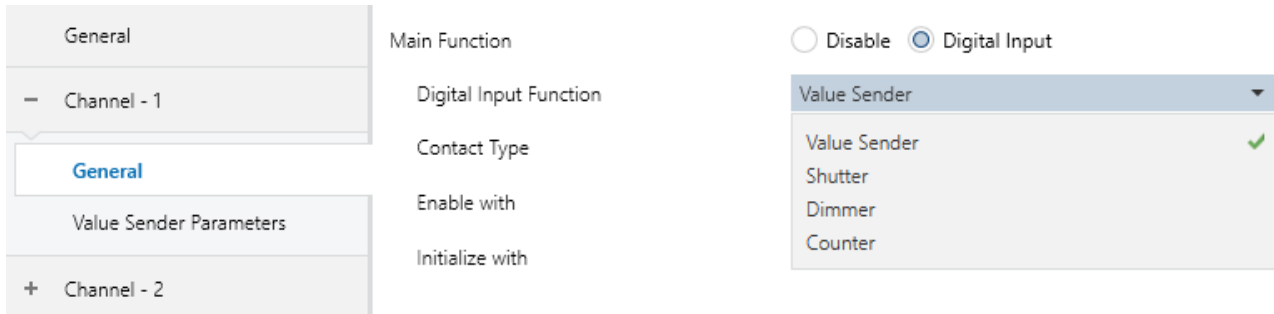 General
− Channel - 1
General
Value Sender Parameters
+ Channel - 2
Main Function
Disable Digital Input
Digital Input Function
Value Sender
Contact Type
Enable with
Initialize with
Value Sender
Shutter
Dimmer
Counter